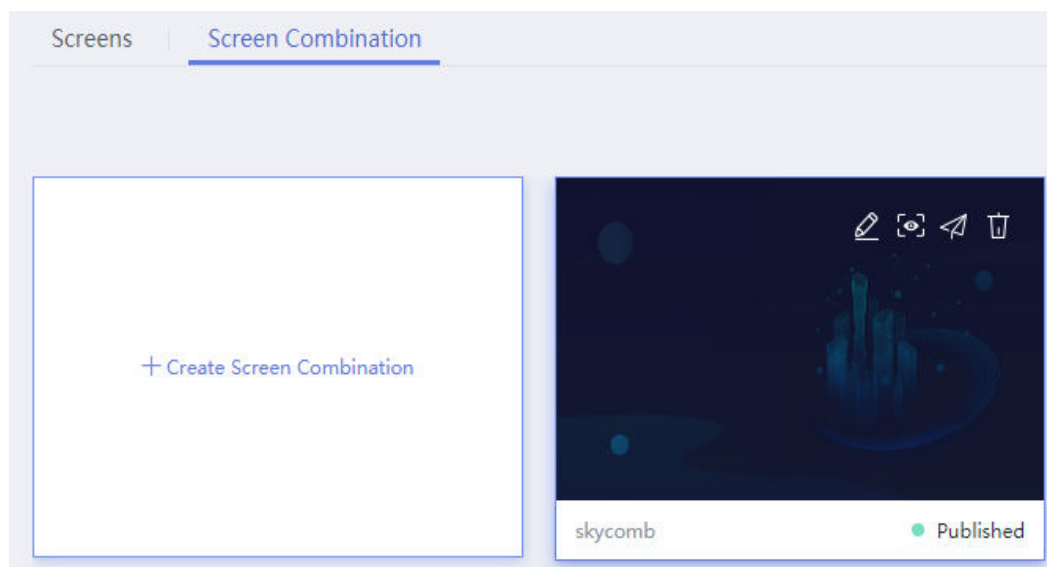 Screens
Screen Combination
+ Create Screen Combination
skycomb
Published